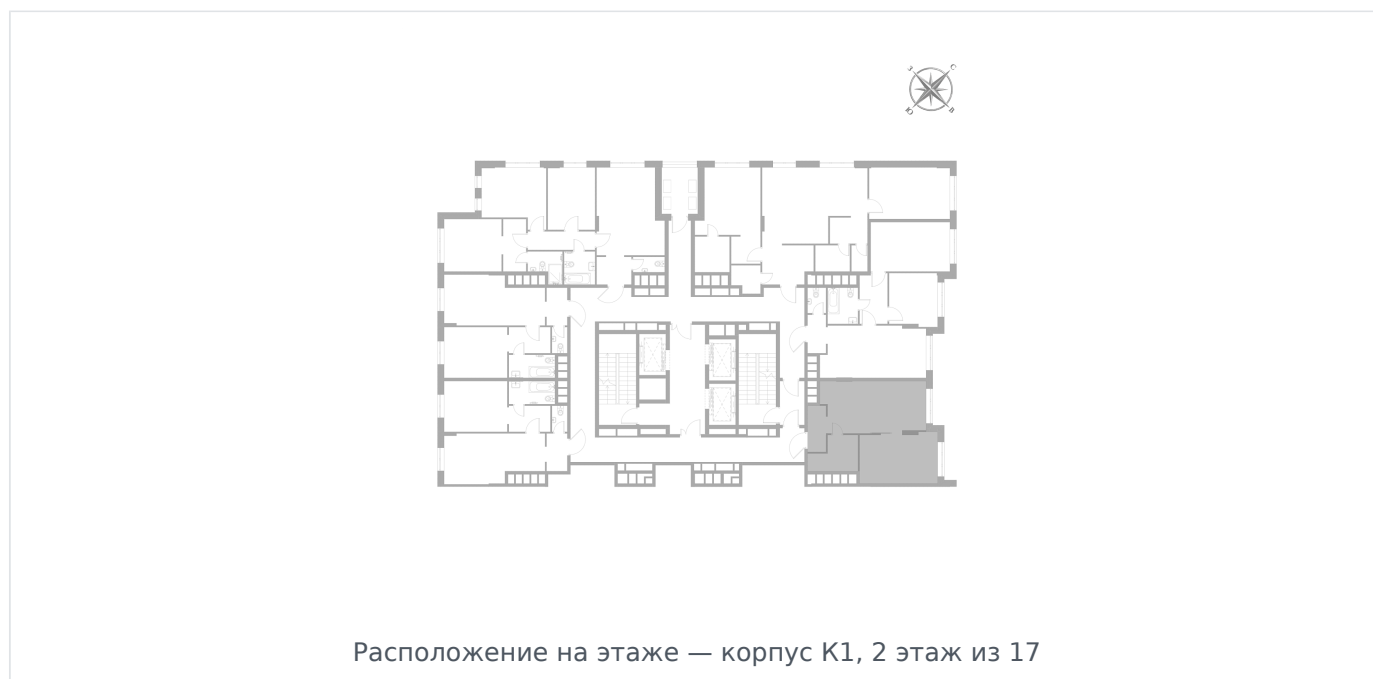 З С
Ю В
Расположение на этаже — корпус К1, 2 этаж из 17